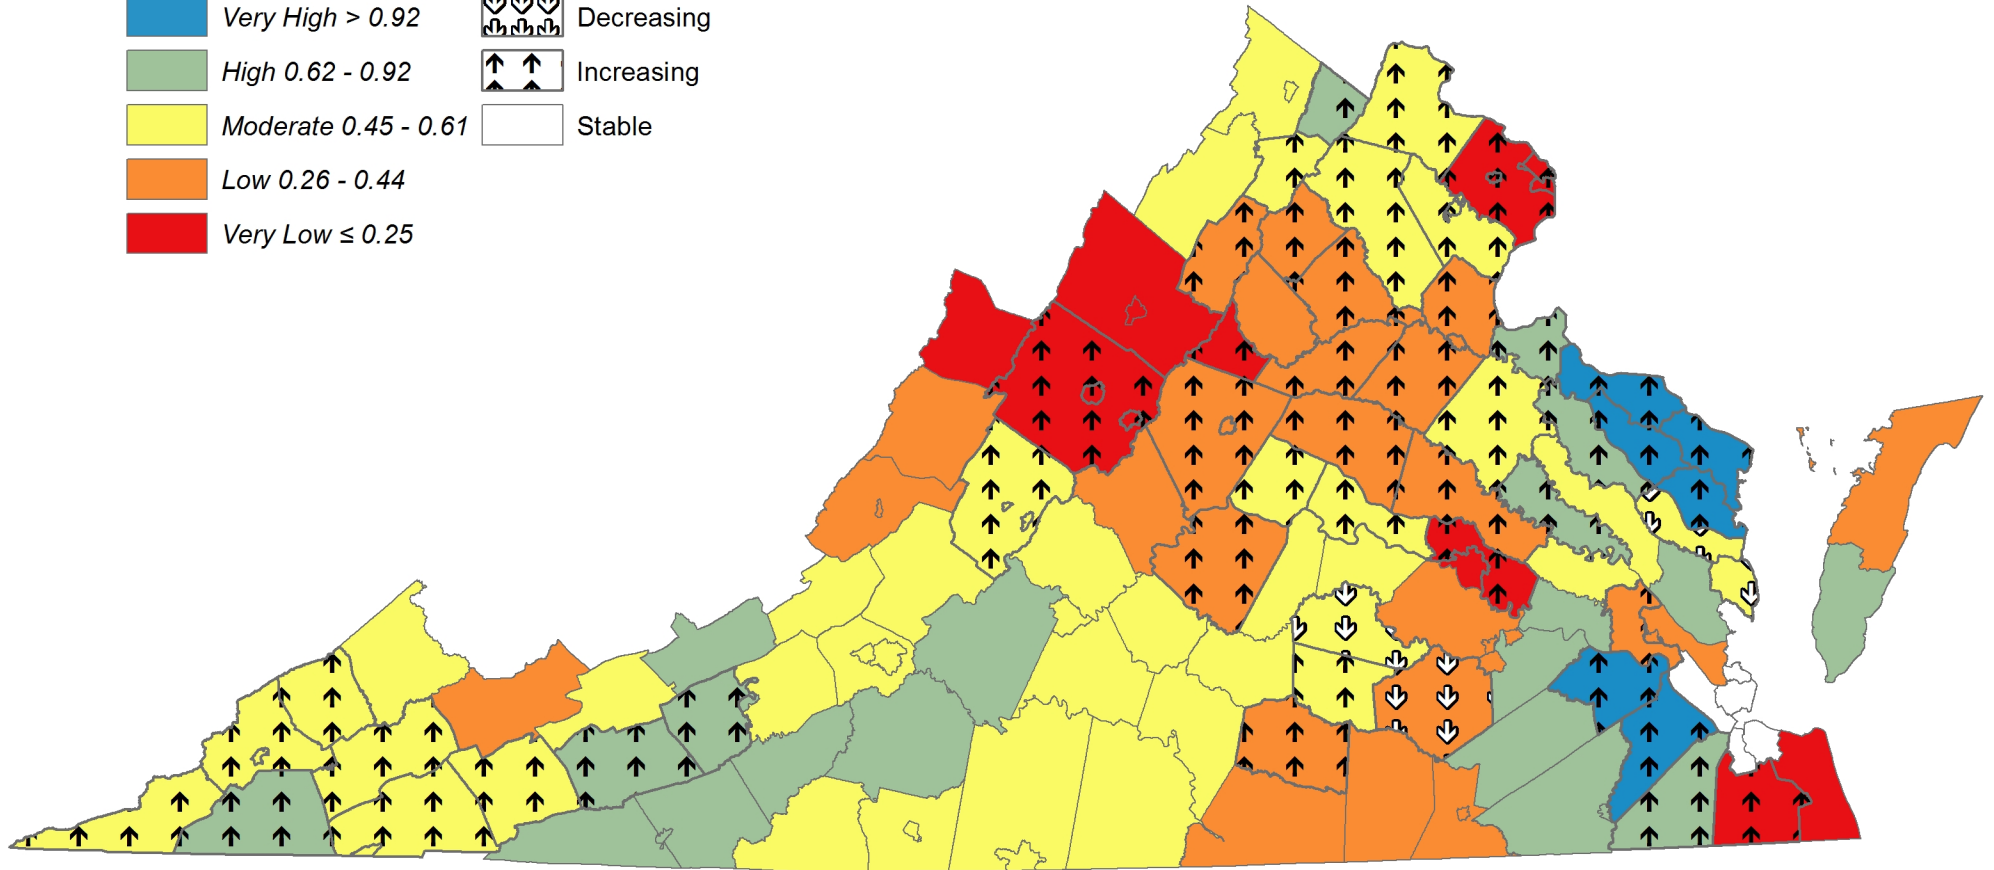 Very High > 0.92
Decreasing
High 0.62 - 0.92
Increasing
Moderate 0.45 - 0.61
Stable
Low 0.26 - 0.44
Very Low ≤ 0.25